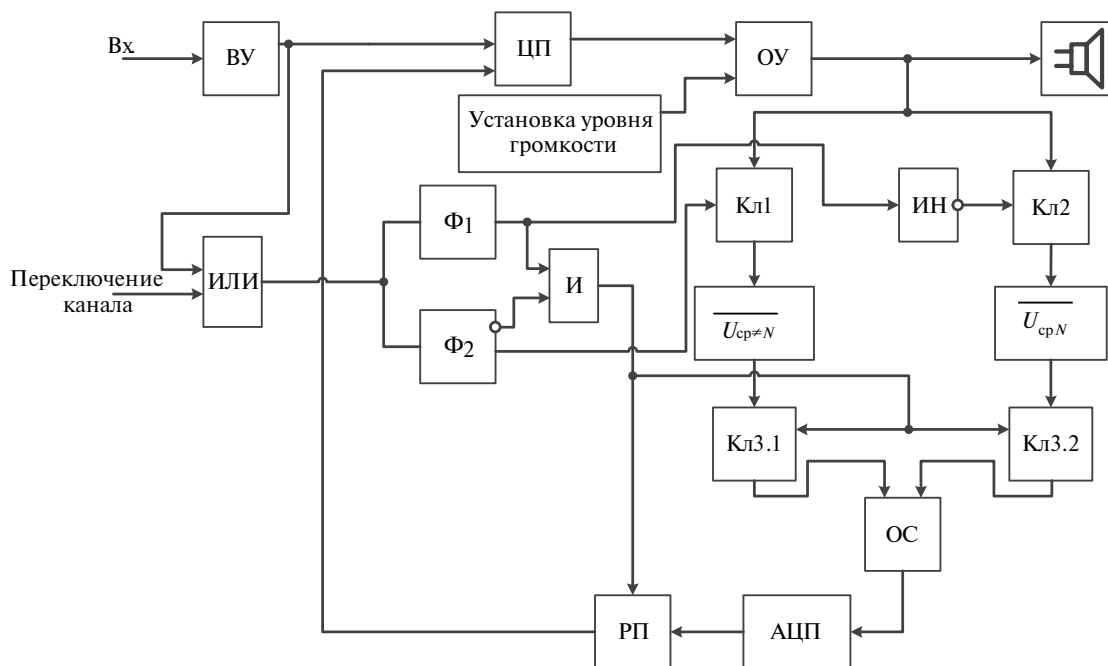 Вх.
ВУ
ЦП
ОУ
Установка уровня
громкости
Ф1
Кл1
ИН
Кл2
Переключение
канала
ИЛИ
И
Ф2
Uср≠N
Uср N
Кл3.1
Кл3.2
ОС
РП
АЦП